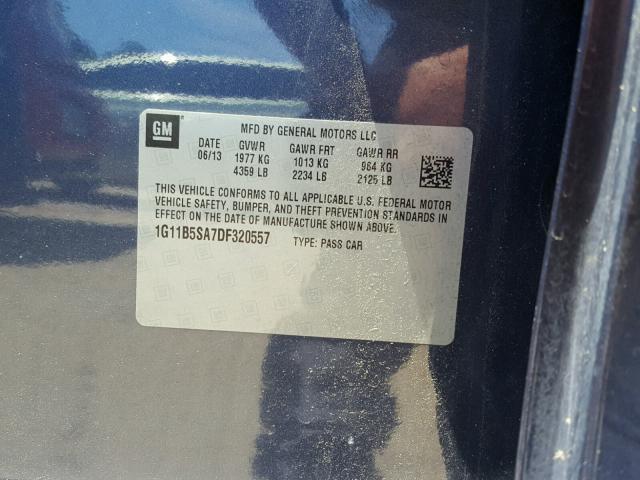 GM
MFD BY GENERAL MOTORS LLC
DATE GVWR GAWR FRT GAWR RR
06/13 1977 KG 1013 KG 964 KG
4359 LB 2234 LB 2125 LB
THIS VEHICLE CONFORMS TO ALL APPLICABLE U.S. FEDERAL MOTOR
VEHICLE SAFETY, BUMPER, AND THEFT PREVENTION STANDARDS IN
EFFECT ON THE DATE OF MANUFACTURE SHOWN ABOVE.
1G11B5SA7DF320557 TYPE: PASS CAR